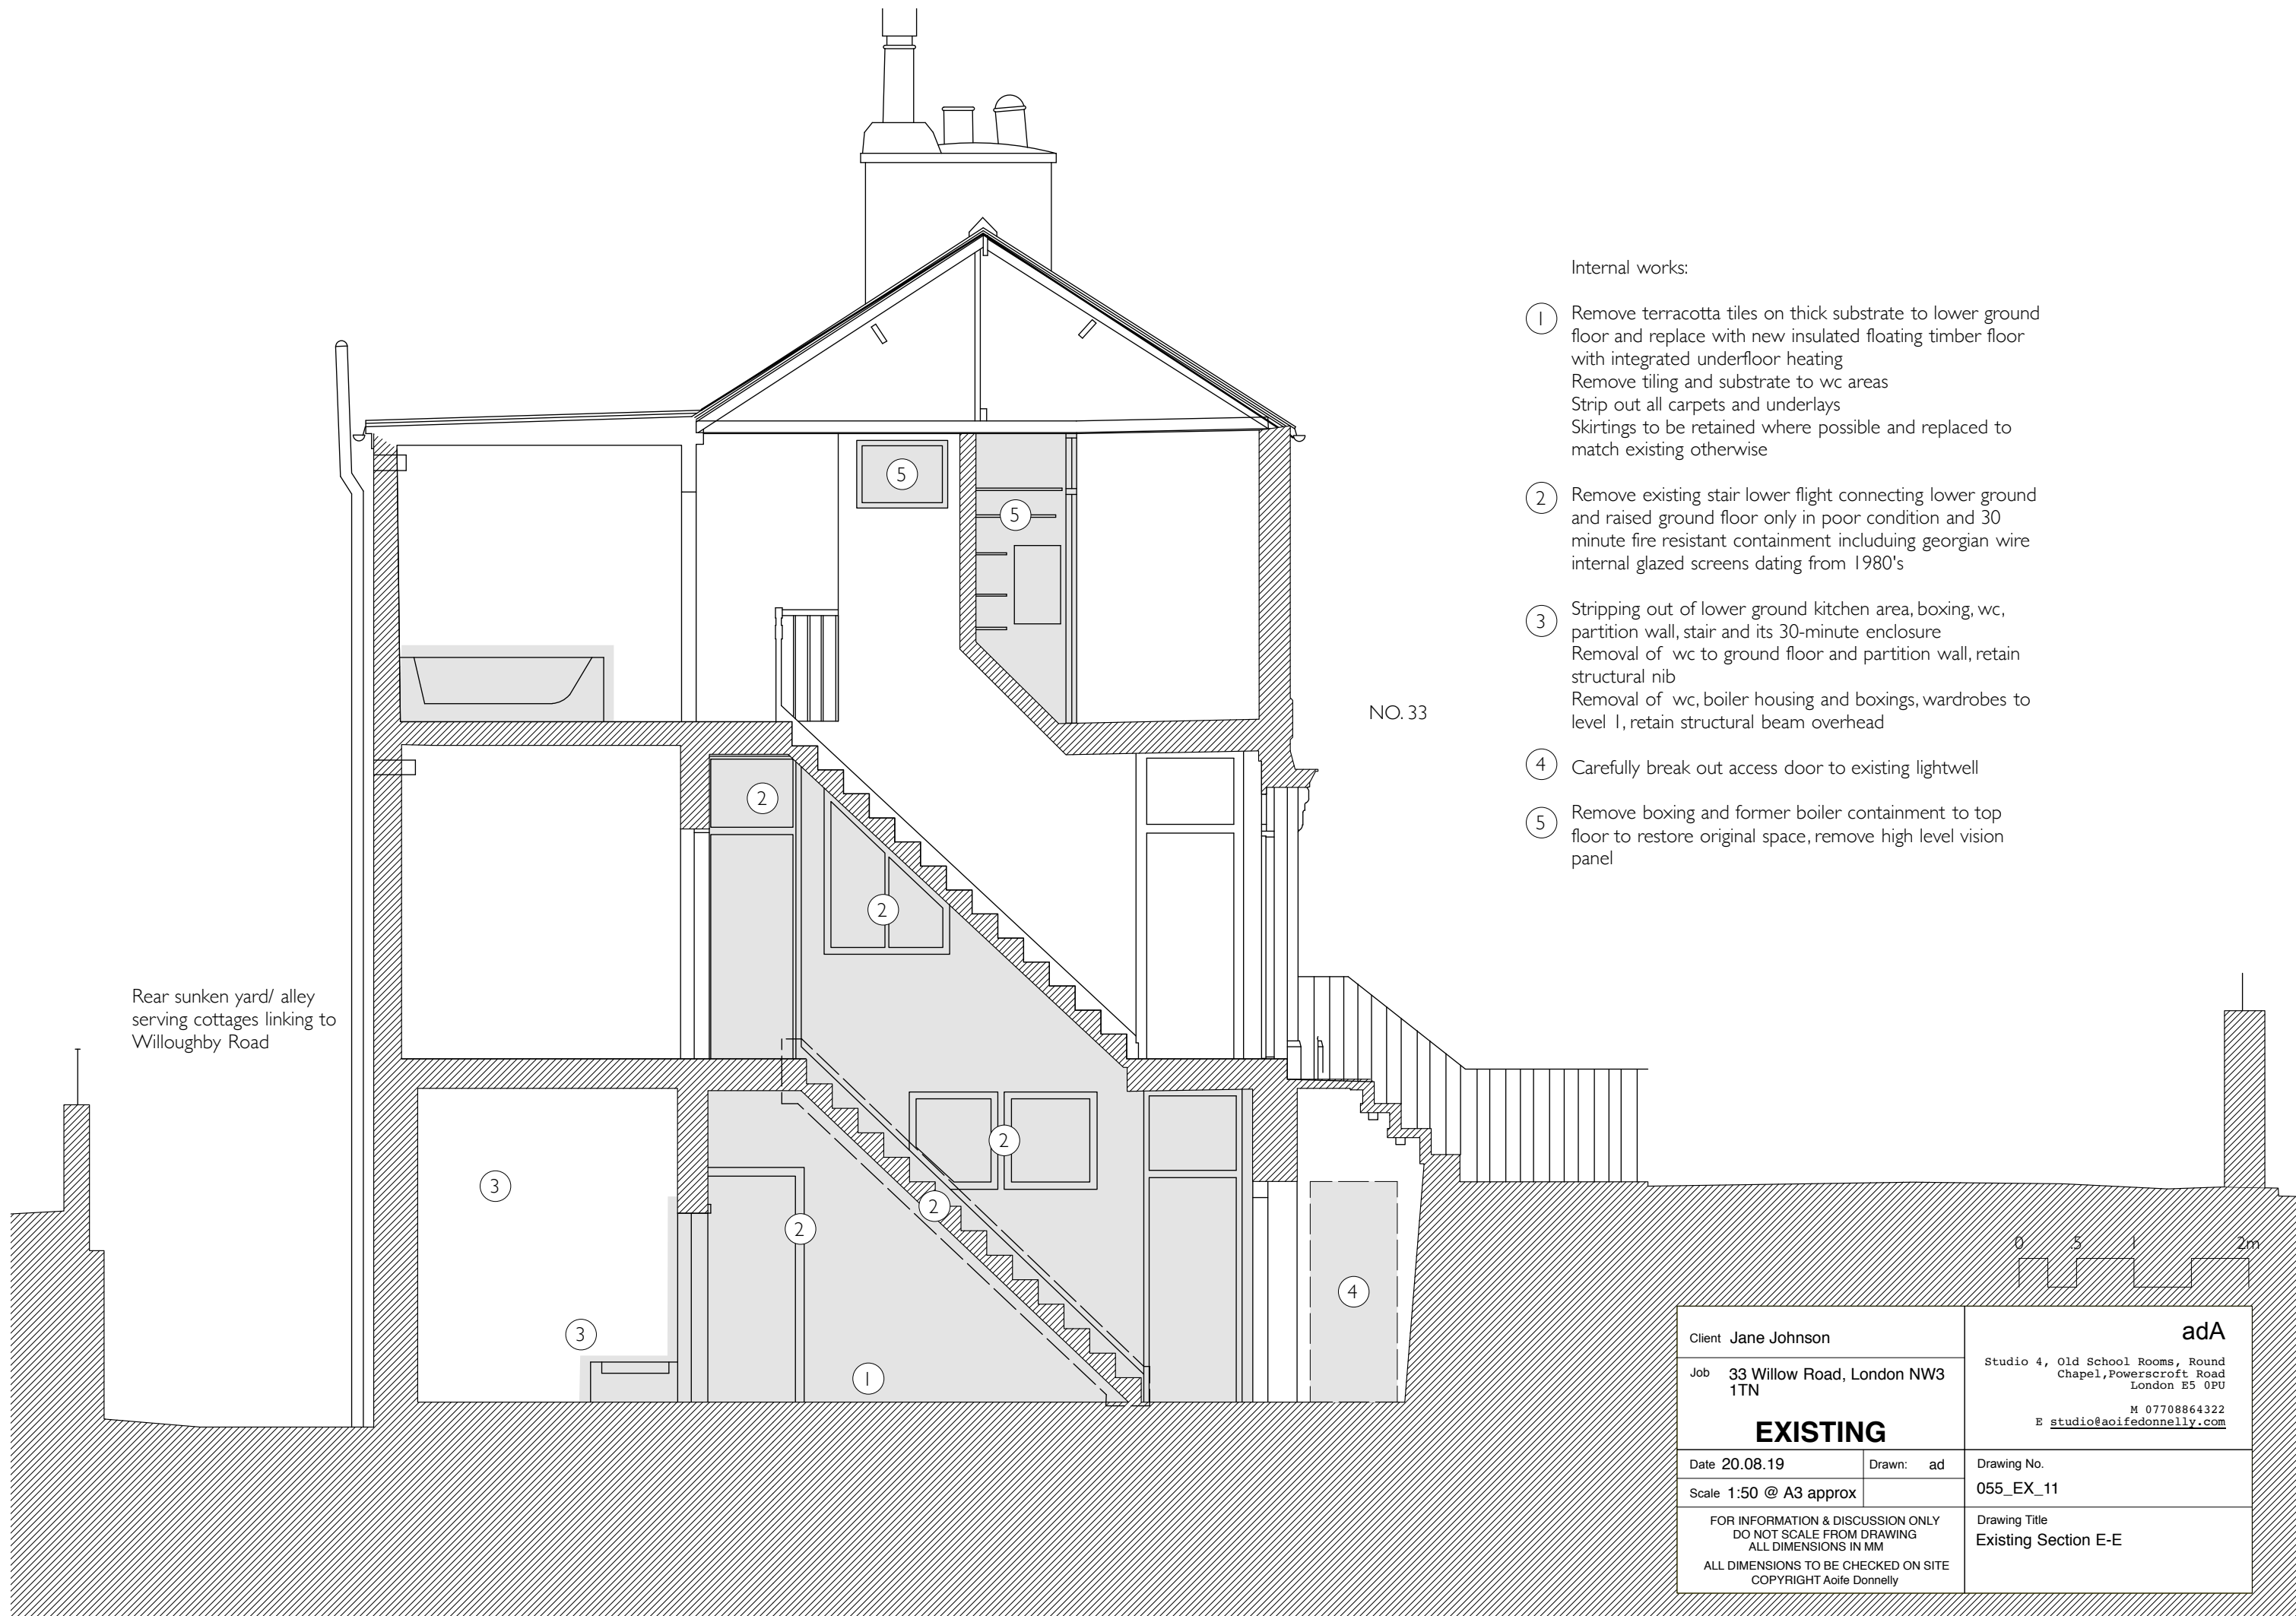 Internal works:
1 Remove terracotta tiles on thick substrate to lower ground
floor and replace with new insulated floating timber floor
with integrated underfloor heating
Remove tiling and substrate to wc areas
Strip out all carpets and underlays
Skirtings to be retained where possible and replaced to
match existing otherwise
2 Remove existing stair lower flight connecting lower ground
and raised ground floor only in poor condition and 30
minute fire resistant containment incluidung georgian wire
internal glazed screens dating from 1980's
3 Stripping out of lower ground kitchen area, boxing, wc,
partition wall, stair and its 30-minute enclosure
Removal of wc to ground floor and partition wall, retain
structural nib
Removal of wc, boiler housing and boxings, wardrobes to
level 1, retain structural beam overhead
4 Carefully break out access door to existing lightwell
5 Remove boxing and former boiler containment to top
floor to restore original space, remove high level vision
panel
5
5
NO. 33
2
2
Rear sunken yard/ alley
serving cottages linking to
Willoughby Road
2
3
2
2
4
3
1
0 .5 1 2m
Client Jane Johnson
Job 33 Willow Road, London NW3
1TN
EXISTING
Date 20.08.19
Drawn: ad
Scale 1:50 @ A3 approx
FOR INFORMATION & DISCUSSION ONLY
DO NOT SCALE FROM DRAWING
ALL DIMENSIONS IN MM
ALL DIMENSIONS TO BE CHECKED ON SITE
COPYRIGHT Aoife Donnelly
adA
Studio 4, Old School Rooms, Round
Chapel,Powerscroft Road
London E5 0PU
M 07708864322
E studio@aoifedonnelly.com
Drawing No.
055_EX_11
Drawing Title
Existing Section E-E